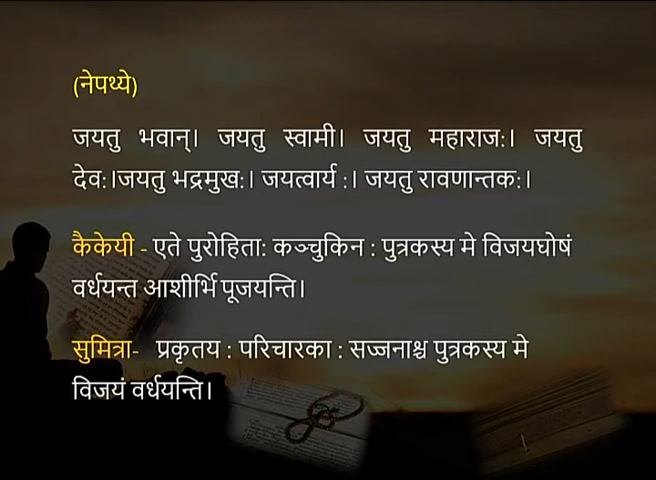 (नेपथ्ये)
जयतु भवान्। जयतु स्वामी। जयतु महाराज:। जयतु
देव:।जयतु भद्रमुख:। जयत्वार्य :। जयतु रावणान्तक:।
कैकेयी - एते पुरोहिता: कञ्चुकिन : पुत्रकस्य मे विजयघोषं
वर्धयन्त आशीर्भि पूजयन्ति।
सुमित्रा- प्रकृतय : परिचारका : सज्जनाश्च पुत्रकस्य मे
विजयं वर्धयन्ति।